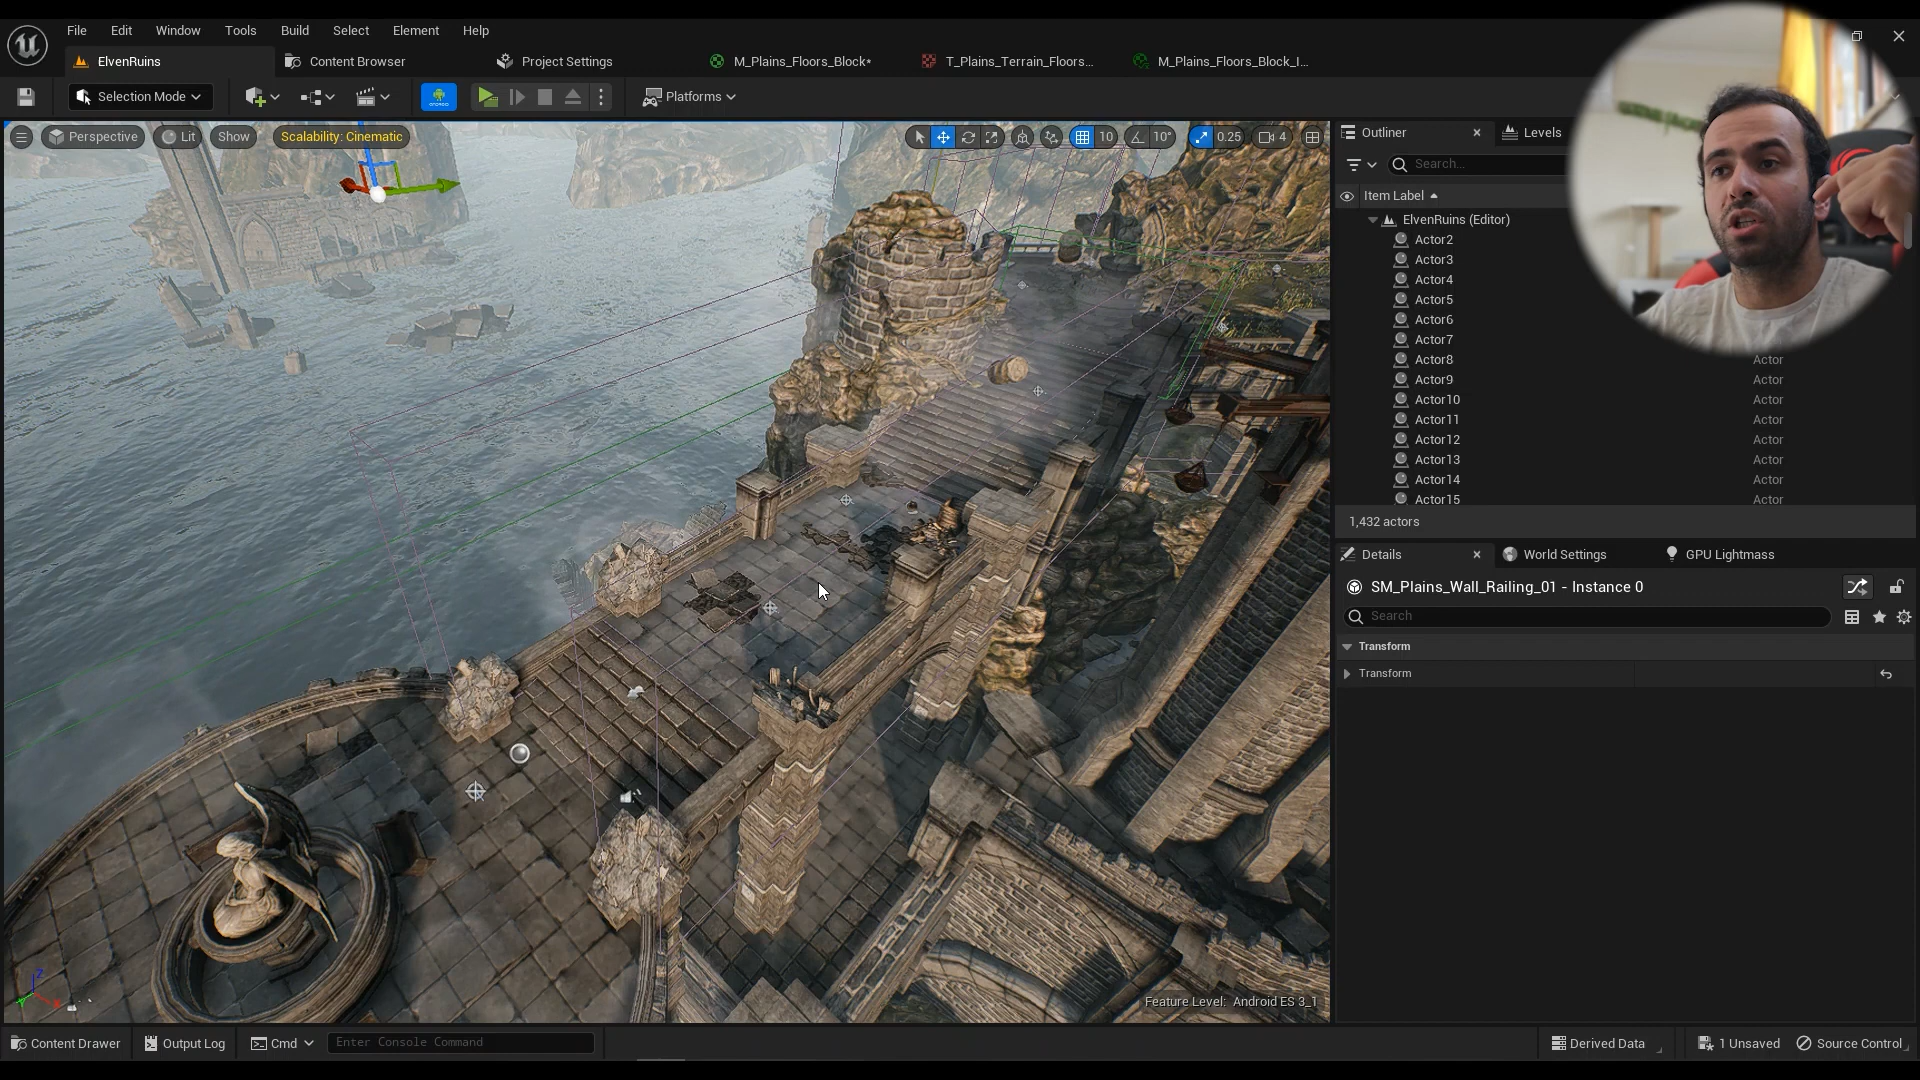 File Edit Window Tools Build Select Actor Element Help
ElvenRuins Content Browser Project Settings M_Plains_Floors_Block* T_Plains_Terrain_Floors... M_Plains_Floors_Block_I...
Selection Mode Platforms
Perspective Lit Show Scalability: Cinematic 10 10° 0.25 4
Outliner Levels
Search...
Item Label
ElvenRuins (Editor)
Actor2
Actor3
Actor4
Actor5
Actor6
Actor7
Actor8 Actor
Actor9 Actor
Actor10 Actor
Actor11 Actor
Actor12 Actor
Actor13 Actor
Actor14 Actor
Actor15 Actor
1,432 actors
Details World Settings GPU Lightmass
SM_Plains_Wall_Railing_01 - Instance 0
Search
Transform
Transform
Feature Level: Android ES 3_1
Content Drawer Output Log Cmd Enter Console Command Derived Data 1 Unsaved Source Control